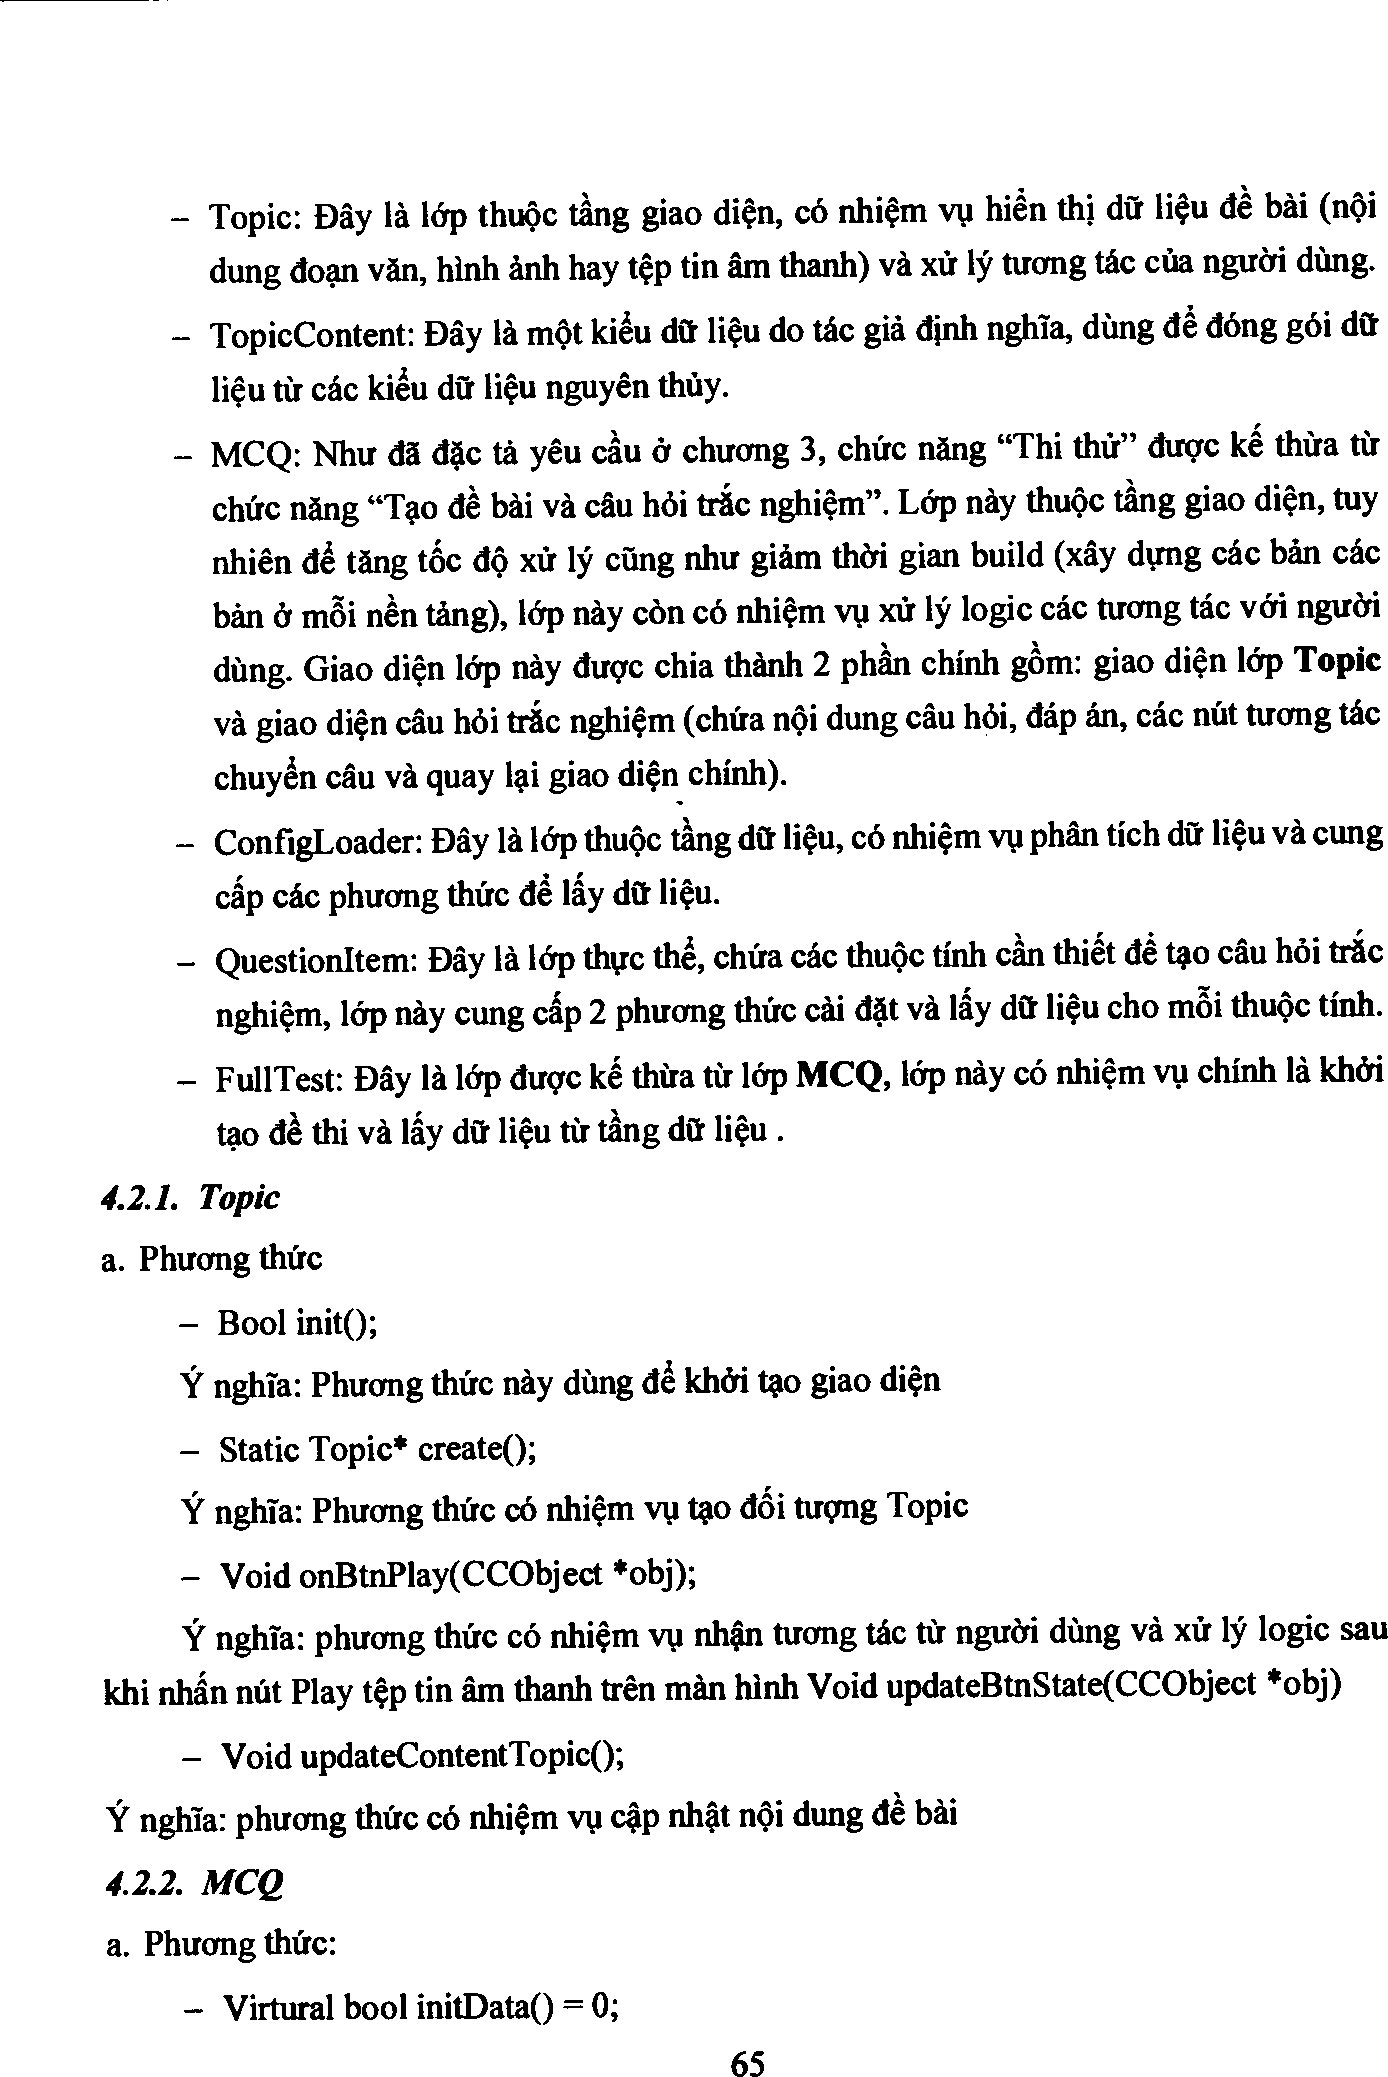 – Topic: Đây là lớp thuộc tầng giao diện, có nhiệm vụ hiển thị dữ liệu đề bài (nội
dung đoạn văn, hình ảnh hay tệp tin âm thanh) và xử lý tương tác của người dùng.
– TopicContent: Đây là một kiểu dữ liệu do tác giả định nghĩa, dùng để đóng gói dữ
liệu từ các kiểu dữ liệu nguyên thủy.
– MCQ: Như đã đặc tả yêu cầu ở chương 3, chức năng “Thi thử” được kế thừa từ
chức năng “Tạo đề bài và câu hỏi trắc nghiệm”. Lớp này thuộc tầng giao diện, tuy
nhiên để tăng tốc độ xử lý cũng như giảm thời gian build (xây dựng các bản các
bản ở mỗi nền tảng), lớp này còn có nhiệm vụ xử lý logic các tương tác với người
dùng. Giao diện lớp này được chia thành 2 phần chính gồm: giao diện lớp Topic
và giao diện câu hỏi trắc nghiệm (chứa nội dung câu hỏi, đáp án, các nút tương tác
chuyển câu và quay lại giao diện chính).
– ConfigLoader: Đây là lớp thuộc tầng dữ liệu, có nhiệm vụ phân tích dữ liệu và cung
cấp các phương thức để lấy dữ liệu.
– QuestionItem: Đây là lớp thực thể, chứa các thuộc tính cần thiết để tạo câu hỏi trắc
nghiệm, lớp này cung cấp 2 phương thức cài đặt và lấy dữ liệu cho mỗi thuộc tính.
– FullTest: Đây là lớp được kế thừa từ lớp MCQ, lớp này có nhiệm vụ chính là khởi
tạo đề thi và lấy dữ liệu từ tầng dữ liệu .
4.2.1. Topic
a. Phương thức
– Bool init();
Ý nghĩa: Phương thức này dùng để khởi tạo giao diện
– Static Topic* create();
Ý nghĩa: Phương thức có nhiệm vụ tạo đối tượng Topic
– Void onBtnPlay(CCObject *obj);
Ý nghĩa: phương thức có nhiệm vụ nhận tương tác từ người dùng và xử lý logic sau
khi nhấn nút Play tệp tin âm thanh trên màn hình Void updateBtnState(CCObject *obj)
– Void updateContentTopic();
Ý nghĩa: phương thức có nhiệm vụ cập nhật nội dung đề bài
4.2.2. MCQ
a. Phương thức:
– Virtural bool initData() = 0;
65